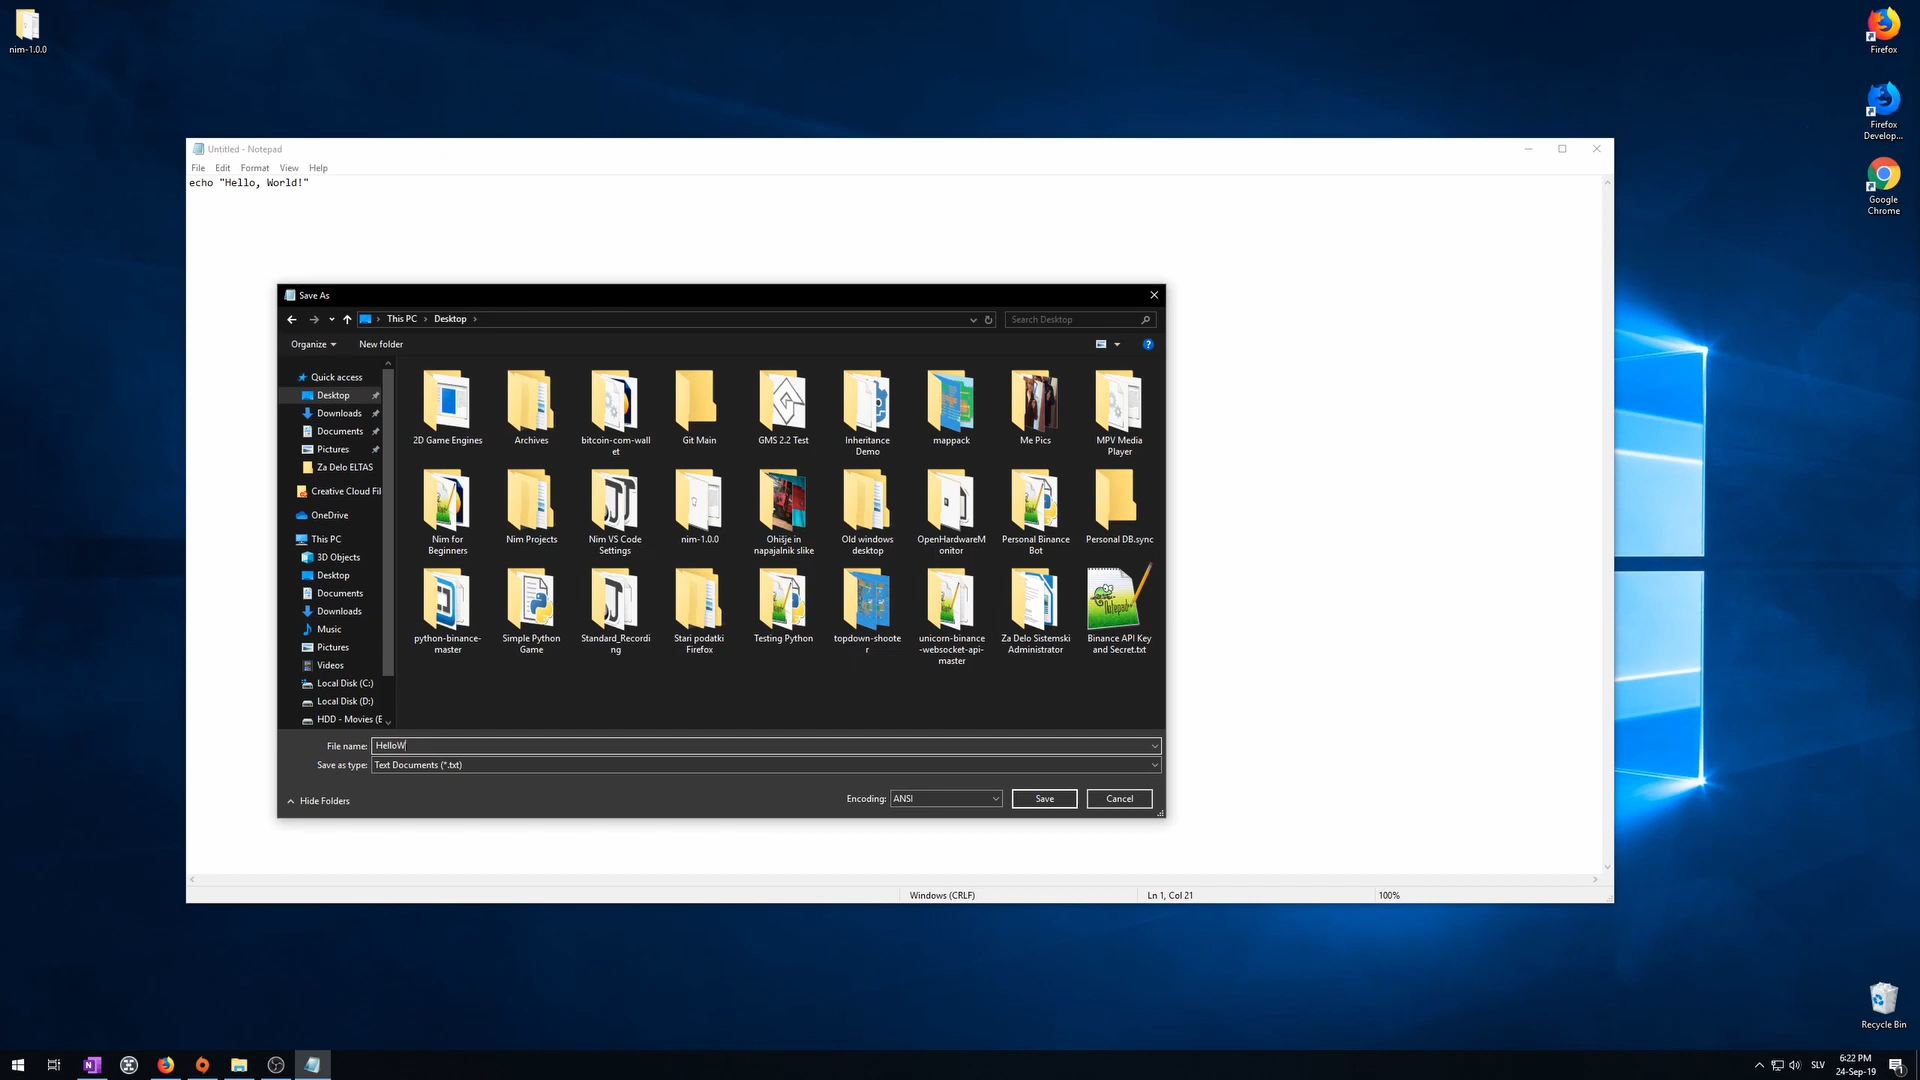 nim-1.0.0
Firefox
Firefox
Develop...
Google
Chrome
Untitled - Notepad
File Edit Format View Help
echo "Hello, World!"
Save As
This PC > Desktop >
Search Desktop
Organize
New folder
Quick access
Desktop
Downloads
Documents
Pictures
Za Delo ELTAS
Creative Cloud Fil
OneDrive
This PC
3D Objects
Desktop
Documents
Downloads
Music
Pictures
Videos
Local Disk (C:)
Local Disk (D:)
HDD - Movies (E
2D Game Engines
Archives
bitcoin-com-wall
et
Git Main
GMS 2.2 Test
Inheritance
Demo
mappack
Me Pics
MPV Media
Player
Nim for
Beginners
Nim Projects
Nim VS Code
Settings
nim-1.0.0
Ohišje in
napajalnik slike
Old windows
desktop
OpenHardwareM
onitor
Personal Binance
Bot
Personal DB.sync
python-binance-
master
Simple Python
Game
Standard_Recordi
ng
Stari podatki
Firefox
Testing Python
topdown-shoote
r
unicorn-binance
-websocket-api-
master
Za Delo Sistemski
Administrator
Notepad++
Binance API Key
and Secret.txt
File name: HelloW
Save as type: Text Documents (*.txt)
Hide Folders
Encoding: ANSI
Save
Cancel
Windows (CRLF)
Ln 1, Col 21
100%
Recycle Bin
SLV
6:22 PM
24-Sep-19